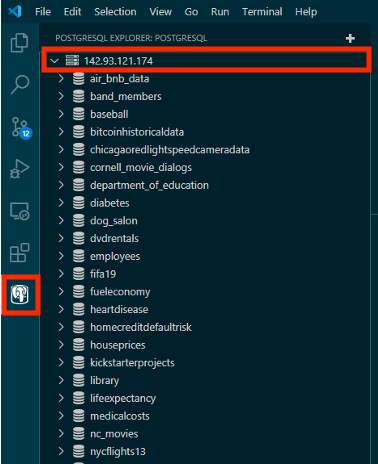 File Edit Selection View Go Run Terminal Help
POSTGRESQL EXPLORER: POSTGRESQL
142.93.121.174
air_bnb_data
band_members
baseball
bitcoinhistoricaldata
chicagaoredlightspeedcameradata
cornell_movie_dialogs
department_of_education
diabetes
dog_salon
dvdrentals
employees
fifa19
fueleconomy
heartdisease
homecreditdefaultrisk
houseprices
kickstarterprojects
library
lifeexpectancy
medicalcosts
nc_movies
nycflights13
12